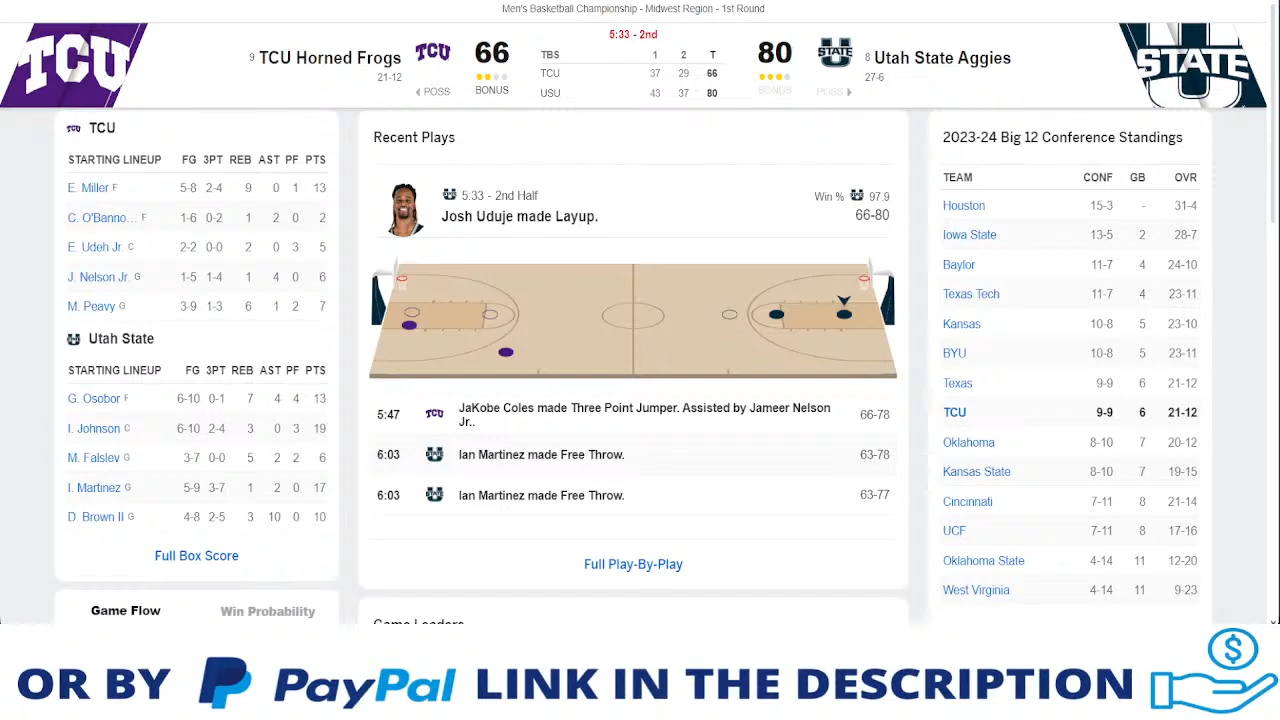 Men's Basketball Championship - Midwest Region - 1st Round
TCU
9 TCU Horned Frogs
21-12
TCU
66
BONUS
POSS
5:33 - 2nd
TBS 1 2 T
TCU 37 29 66
USU 43 37 80
80
BONUS
STATE
8 Utah State Aggies
27-6
POSS
STATE
TCU TCU
STARTING LINEUP FG 3PT REB AST PF PTS
E. Miller F 5-8 2-4 9 0 1 13
C. O'Banno... F 1-6 0-2 1 2 0 2
E. Udeh Jr. C 2-2 0-0 2 0 3 5
J. Nelson Jr. G 1-5 1-4 1 4 0 6
M. Peavy G 3-9 1-3 6 1 2 7
Utah State
STARTING LINEUP FG 3PT REB AST PF PTS
G. Osobor F 6-10 0-1 7 4 4 13
I. Johnson C 6-10 2-4 3 0 3 19
M. Falslev G 3-7 0-0 5 2 2 6
I. Martinez G 5-9 3-7 1 2 0 17
D. Brown II G 4-8 2-5 3 10 0 10
Full Box Score
Game Flow Win Probability
Recent Plays
5:33 - 2nd Half
Win % 97.9
Josh Uduje made Layup.
66-80
5:47 TCU JaKobe Coles made Three Point Jumper. Assisted by Jameer Nelson
Jr..
66-78
6:03 Ian Martinez made Free Throw. 63-78
6:03 Ian Martinez made Free Throw. 63-77
Full Play-By-Play
Game Leaders
2023-24 Big 12 Conference Standings
TEAM CONF GB OVR
Houston 15-3 - 31-4
Iowa State 13-5 2 28-7
Baylor 11-7 4 24-10
Texas Tech 11-7 4 23-11
Kansas 10-8 5 23-10
BYU 10-8 5 23-11
Texas 9-9 6 21-12
TCU 9-9 6 21-12
Oklahoma 8-10 7 20-12
Kansas State 8-10 7 19-15
Cincinnati 7-11 8 21-14
UCF 7-11 8 17-16
Oklahoma State 4-14 11 12-20
West Virginia 4-14 11 9-23
OR BY PayPal LINK IN THE DESCRIPTION